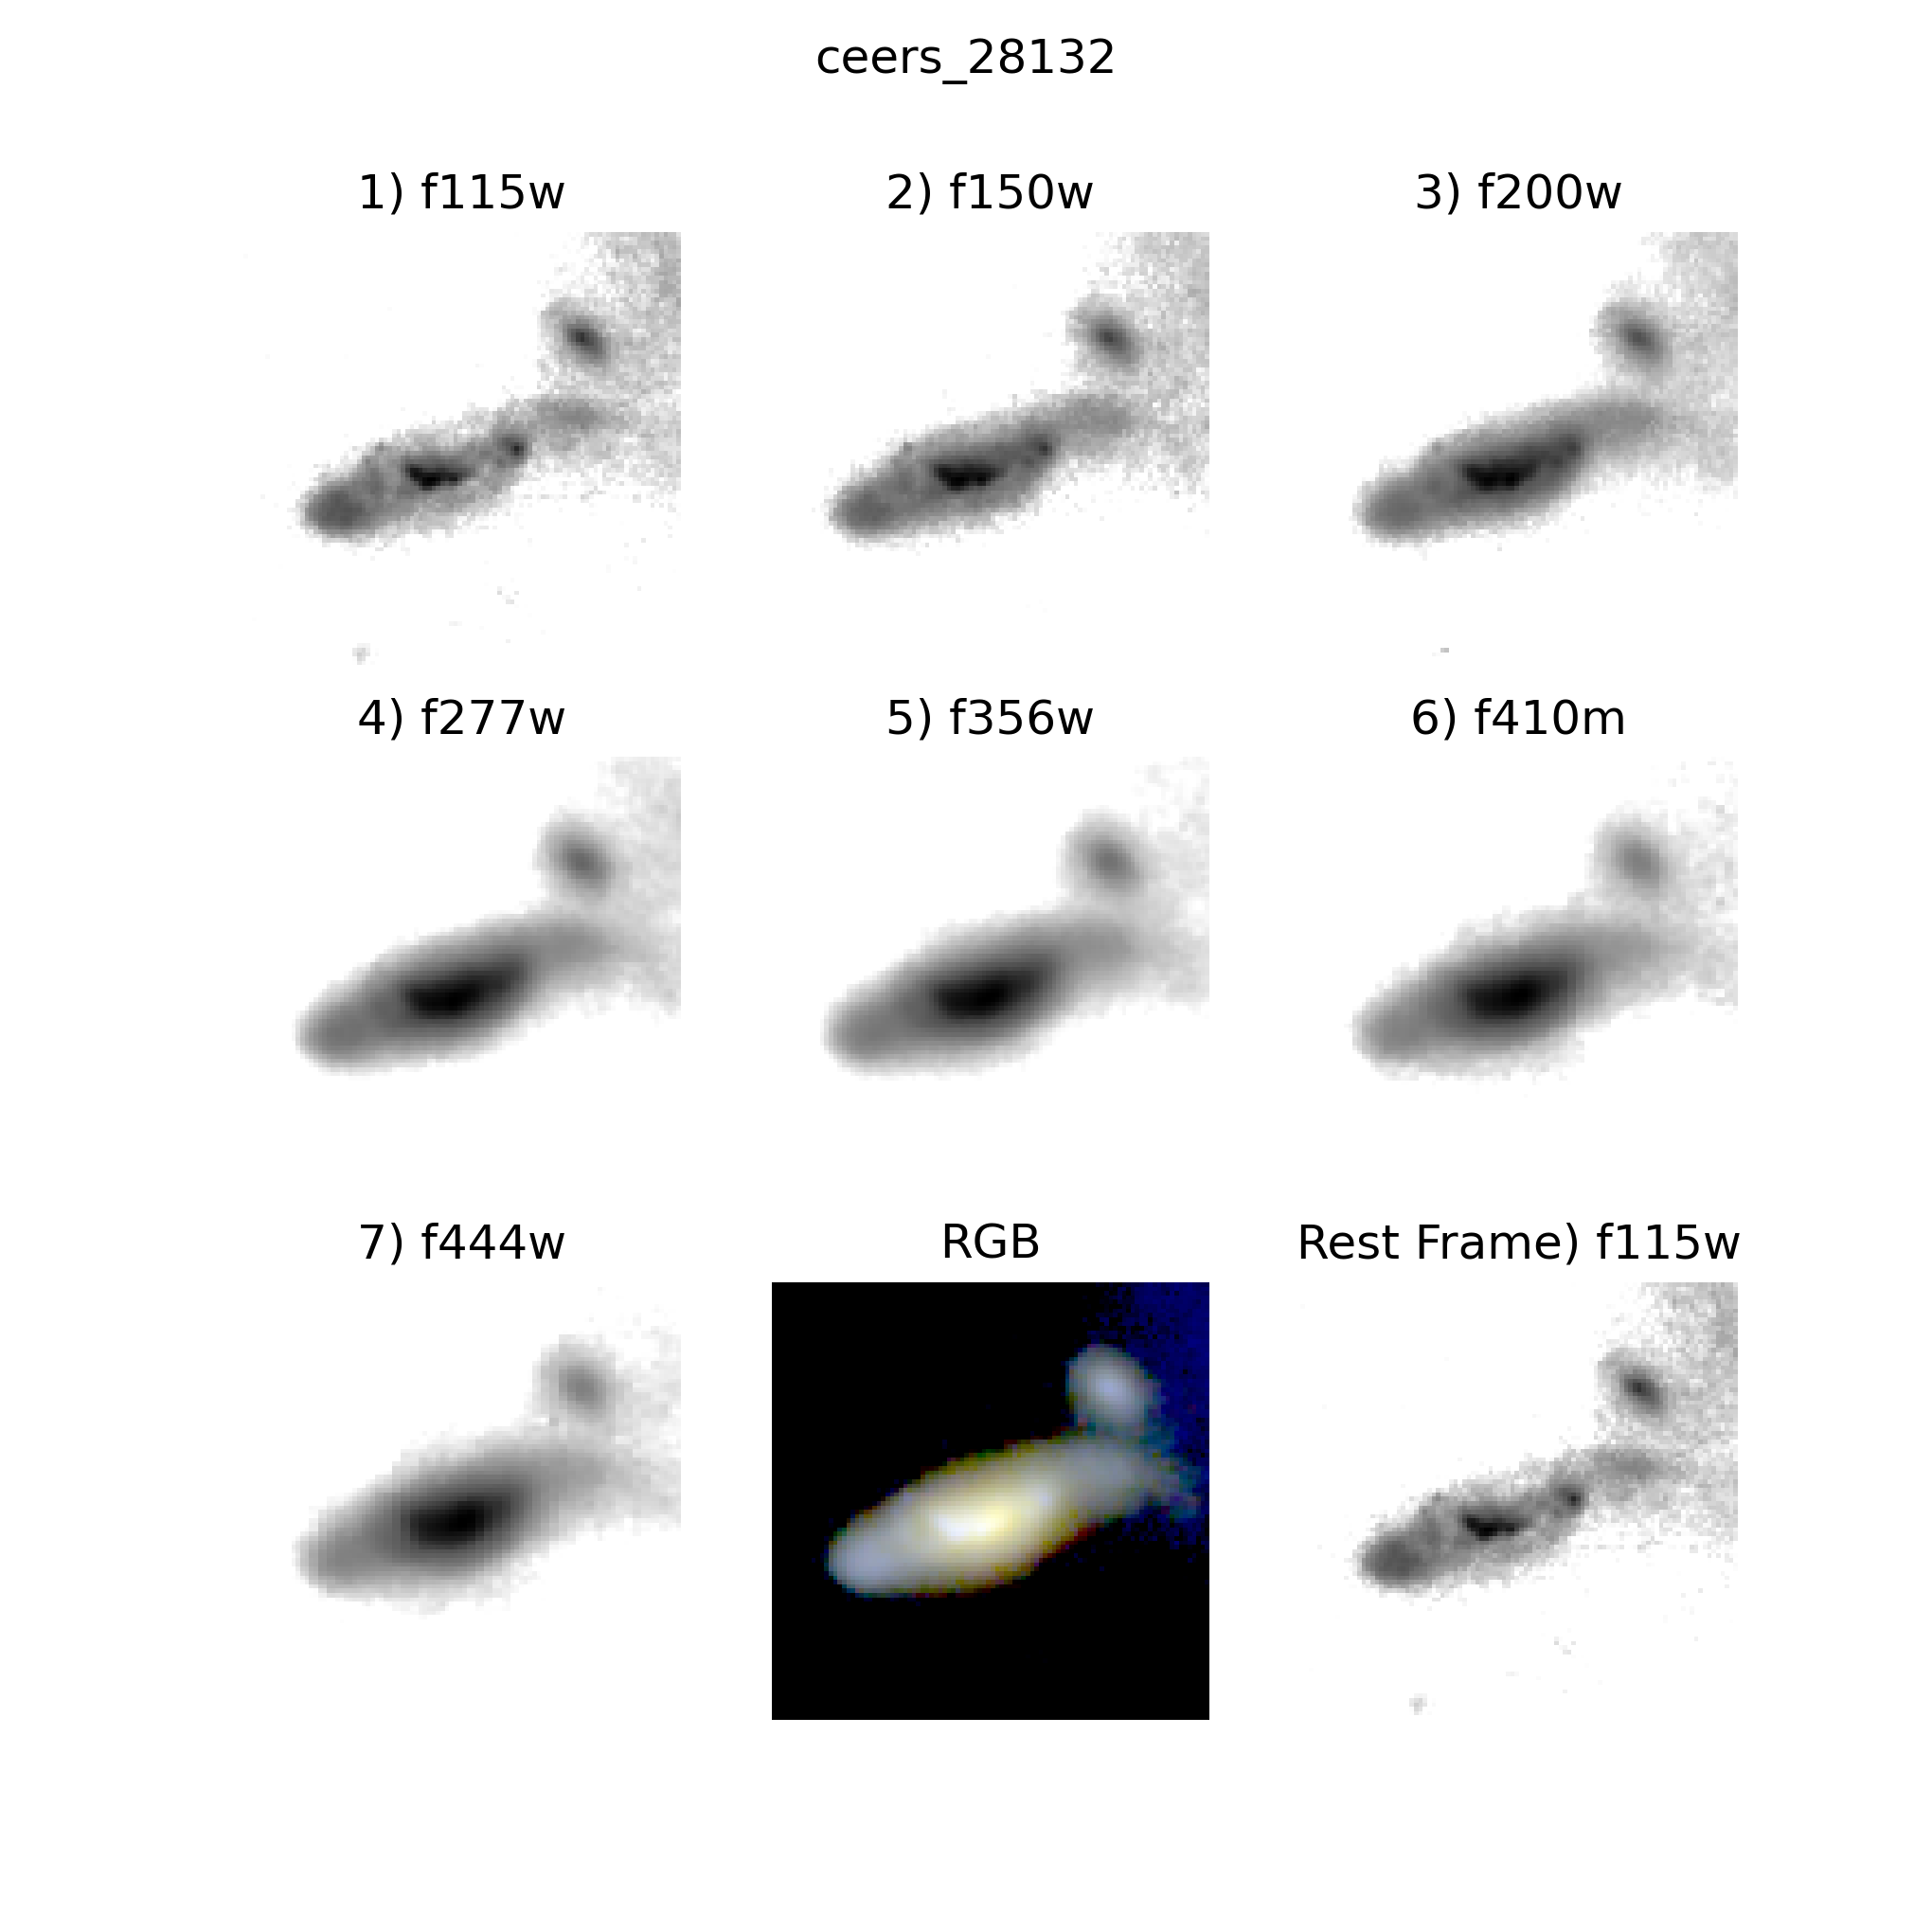 ceers_28132
1) f115w
2) f150w
3) f200w
4) f277w
5) f356w
6) f410m
7) f444w
RGB
Rest Frame) f115w